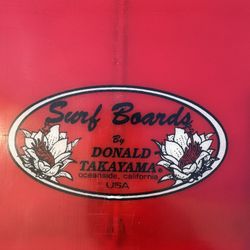 Surf Boards
By
DONALD
TAKAYAMA®
oceanside, california
USA